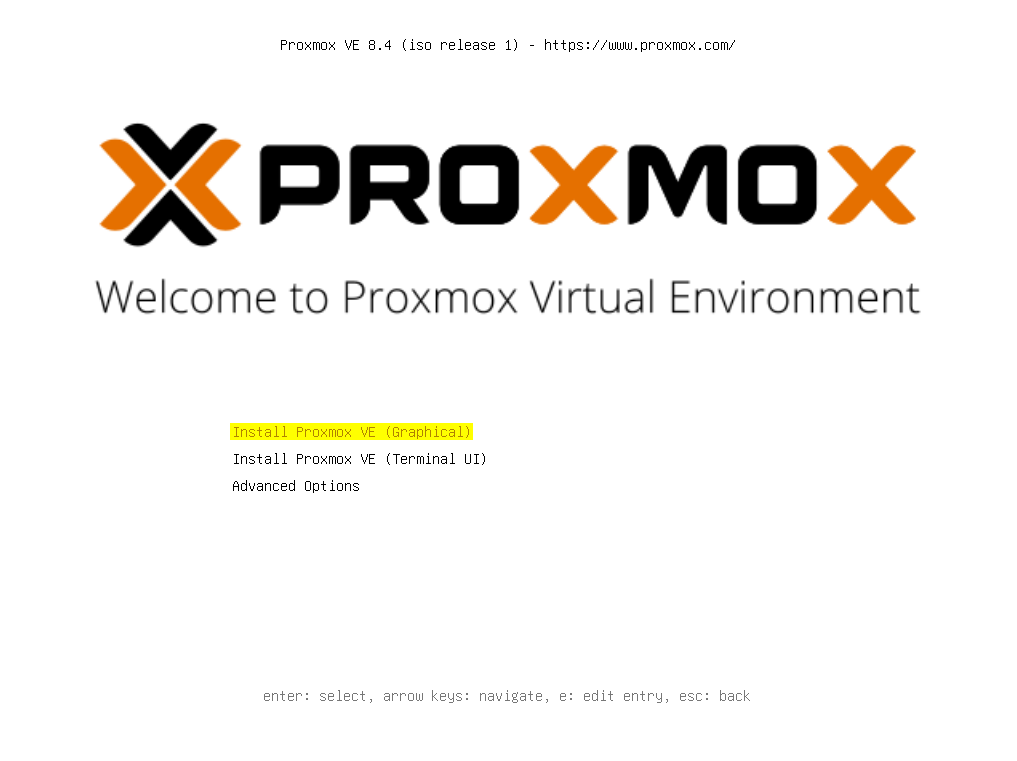 Proxmox VE 8.4 (iso release 1) - https://www.proxmox.com/
PROXMOX
Welcome to Proxmox Virtual Environment
Install Proxmox VE (Graphical)
Install Proxmox VE (Terminal UI)
Advanced Options
enter: select, arrow keys: navigate, e: edit entry, esc: back